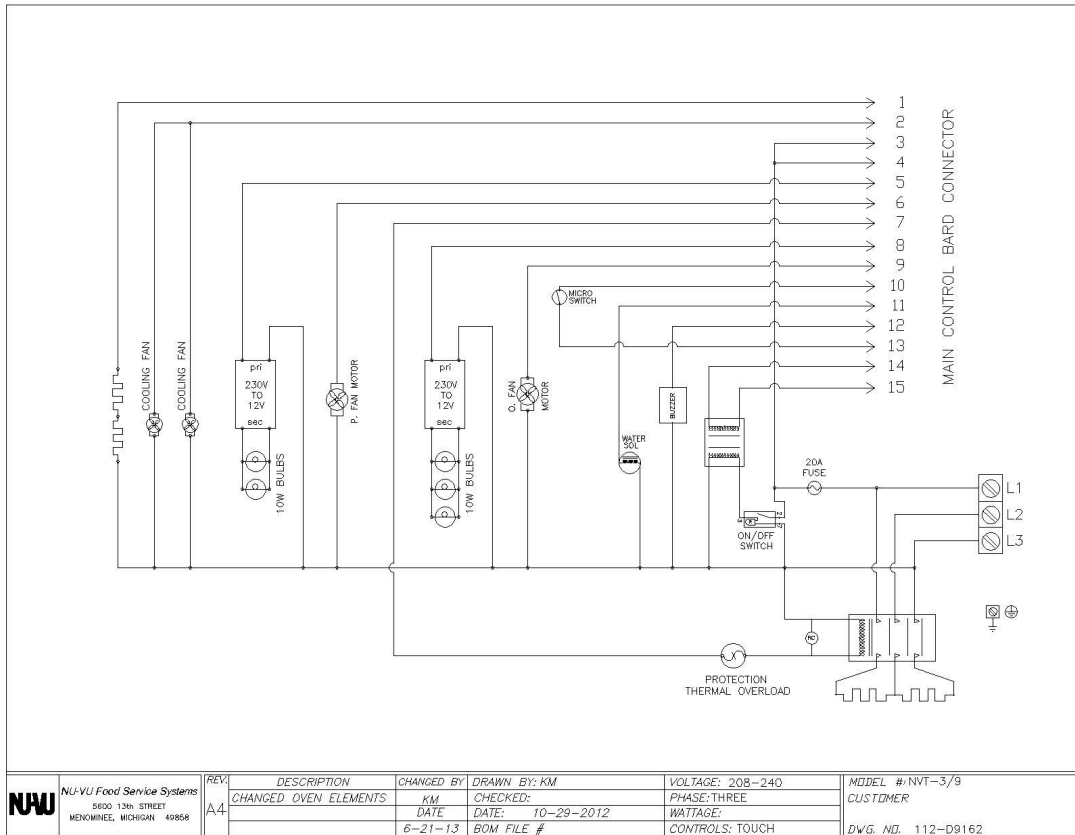 1
2
3
4
5
6
7
8
9
10
11
12
13
14
15
MAIN CONTROL BARD CONNECTOR
MICRO
SWITCH
COOLING FAN
COOLING FAN
pri
230V
TO
12V
sec
10W BULBS
P. FAN MOTOR
pri
230V
TO
12V
sec
10W BULBS
O. FAN
MOTOR
WATER
SOL
BUZZER
20A
FUSE
ON/OFF
SWITCH
L1
L2
L3
RC
PROTECTION
THERMAL OVERLOAD
NU-VU
NU-VU Food Service Systems
5600 13th STREET
MENOMINEE, MICHIGAN 49858
REV.
A4
DESCRIPTION
CHANGED OVEN ELEMENTS
CHANGED BY
KM
DATE
6-21-13
DRAWN BY: KM
CHECKED:
DATE: 10-29-2012
BOM FILE #
VOLTAGE: 208-240
PHASE: THREE
WATTAGE:
CONTROLS: TOUCH
MODEL #: NVT-3/9
CUSTOMER
DWG. NO. 112-D9162